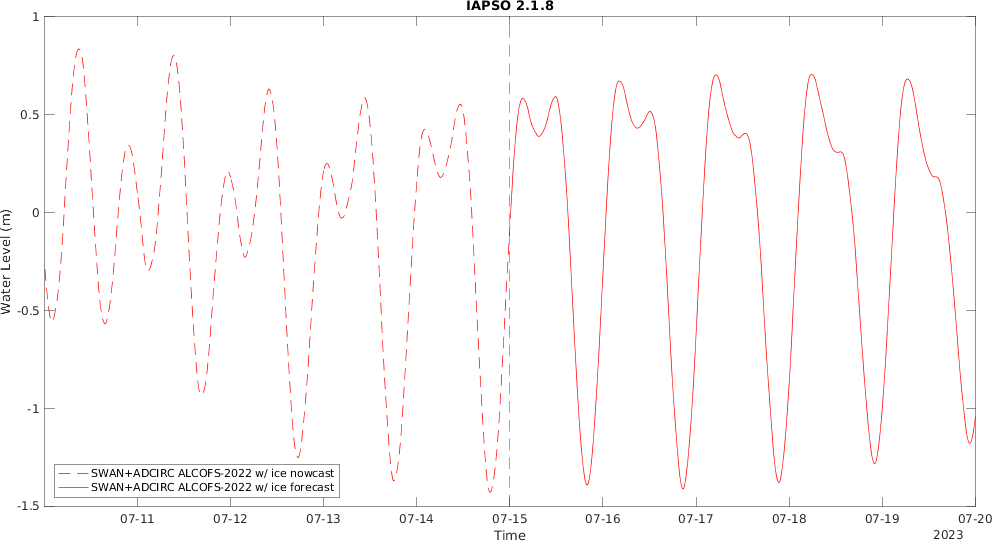 IAPSO 2.1.8
Water Level (m)
1
0.5
0
-0.5
-1
-1.5
SWAN+ADCIRC ALCOFS-2022 w/ ice nowcast
SWAN+ADCIRC ALCOFS-2022 w/ ice forecast
07-11 07-12 07-13 07-14 07-15 07-16 07-17 07-18 07-19 07-20
Time
2023